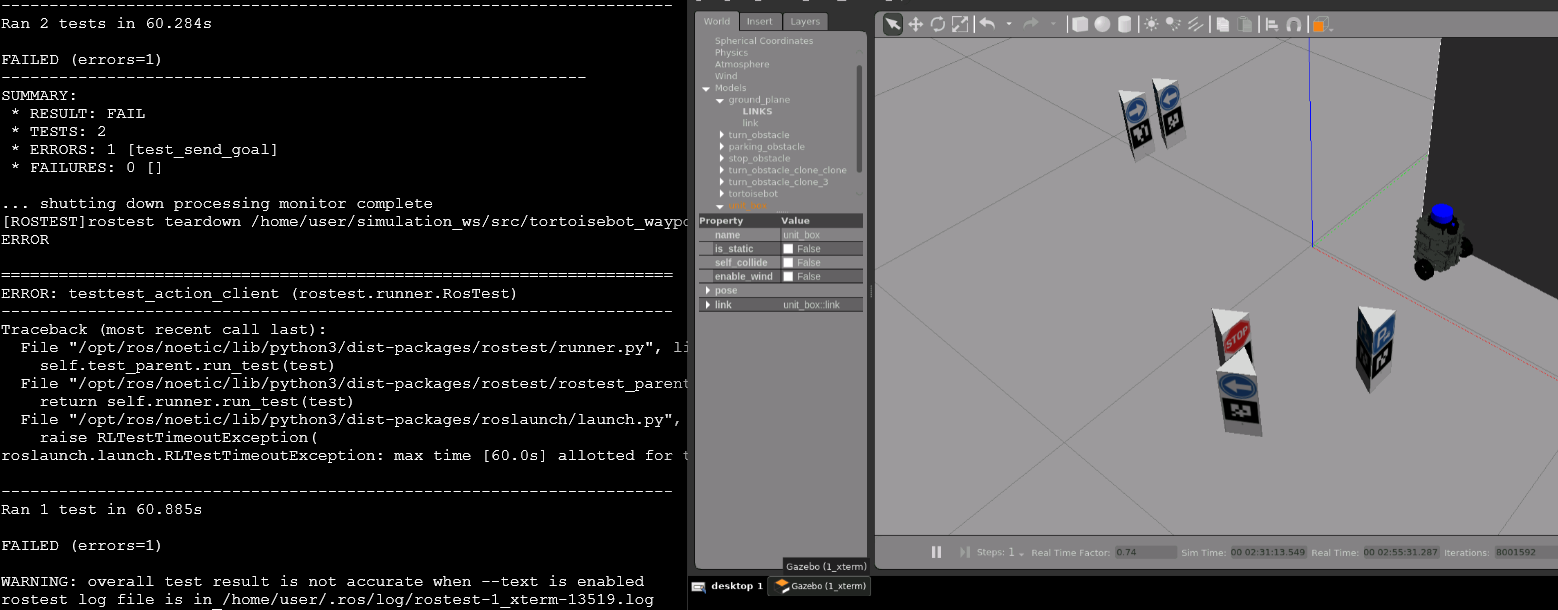 Ran 2 tests in 60.284s
FAILED (errors=1)
SUMMARY:
* RESULT: FAIL
* TESTS: 2
* ERRORS: 1 [test_send_goal]
* FAILURES: 0 []
... shutting down processing monitor complete
[ROSTEST]rostest teardown /home/user/simulation_ws/src/tortoisebot_waypo
ERROR
ERROR: testtest_action_client (rostest.runner.RosTest)
Traceback (most recent call last):
File "/opt/ros/noetic/lib/python3/dist-packages/rostest/runner.py", li
self.test_parent.run_test(test)
File "/opt/ros/noetic/lib/python3/dist-packages/rostest/rostest_parent
return self.runner.run_test(test)
File "/opt/ros/noetic/lib/python3/dist-packages/roslaunch/launch.py",
raise RLTestTimeoutException(
roslaunch.launch.RLTestTimeoutException: max time [60.0s] allotted for t
Ran 1 test in 60.885s
FAILED (errors=1)
WARNING: overall test result is not accurate when --text is enabled
rostest log file is in /home/user/.ros/log/rostest-1_xterm-13519.log
World Insert Layers
Spherical Coordinates
Physics
Atmosphere
Wind
Models
ground_plane
LINKS
link
turn_obstacle
parking_obstacle
stop_obstacle
turn_obstacle_clone_clone
turn_obstacle_clone_3
tortoisebot
unit_box
Property Value
name unit_box
is_static False
self_collide False
enable_wind False
pose
link unit_box::link
STOP
P
Steps: 1 Real Time Factor: 0.74 Sim Time: 00 02:31:13.549 Real Time: 00 02:55:31.287 Iterations: 8001592
Gazebo (1_xterm)
desktop 1 Gazebo (1_xterm)